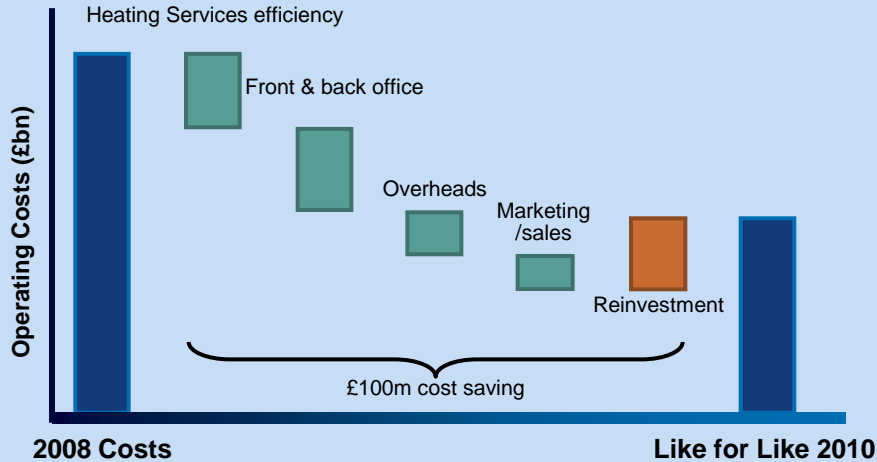 Heating Services efficiency
Front & back office
Overheads
Marketing
/sales
Reinvestment
Operating Costs (£bn)
£100m cost saving
2008 Costs
Like for Like 2010